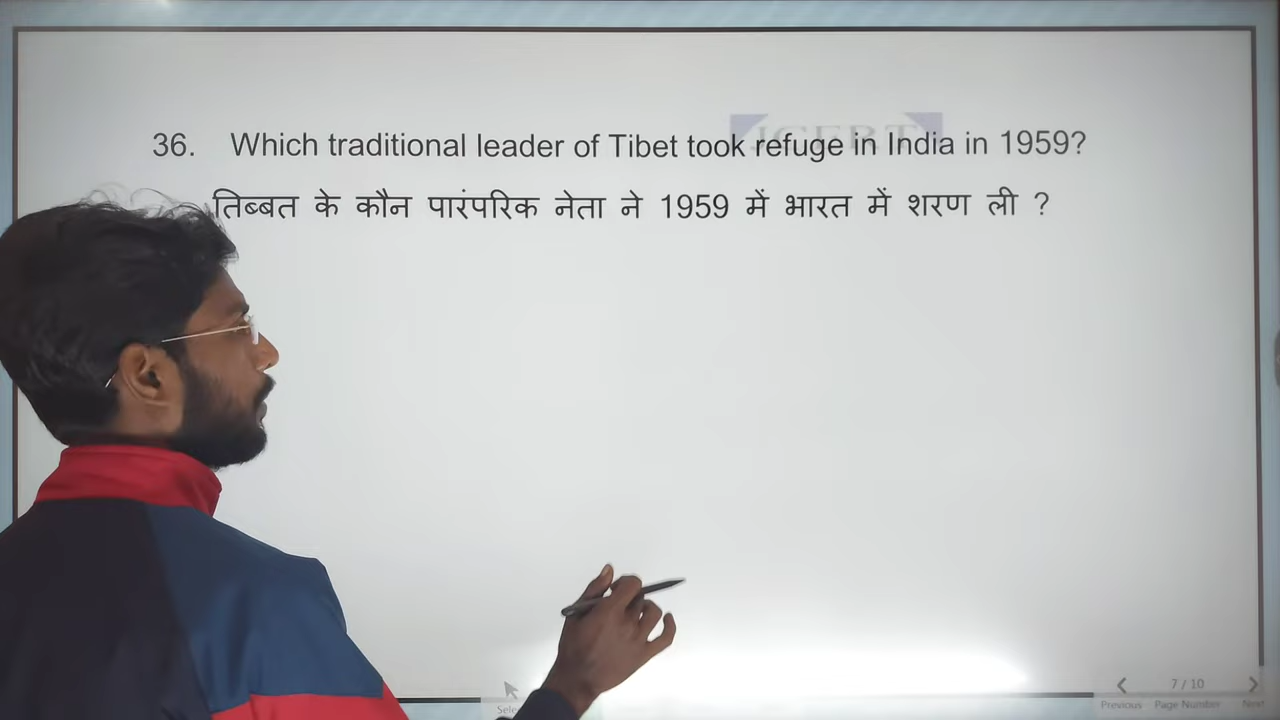 36. Which traditional leader of Tibet took refuge in India in 1959?
तिब्बत के कौन पारंपरिक नेता ने 1959 में भारत में शरण ली ?
7 / 10
Previous Page Number Next